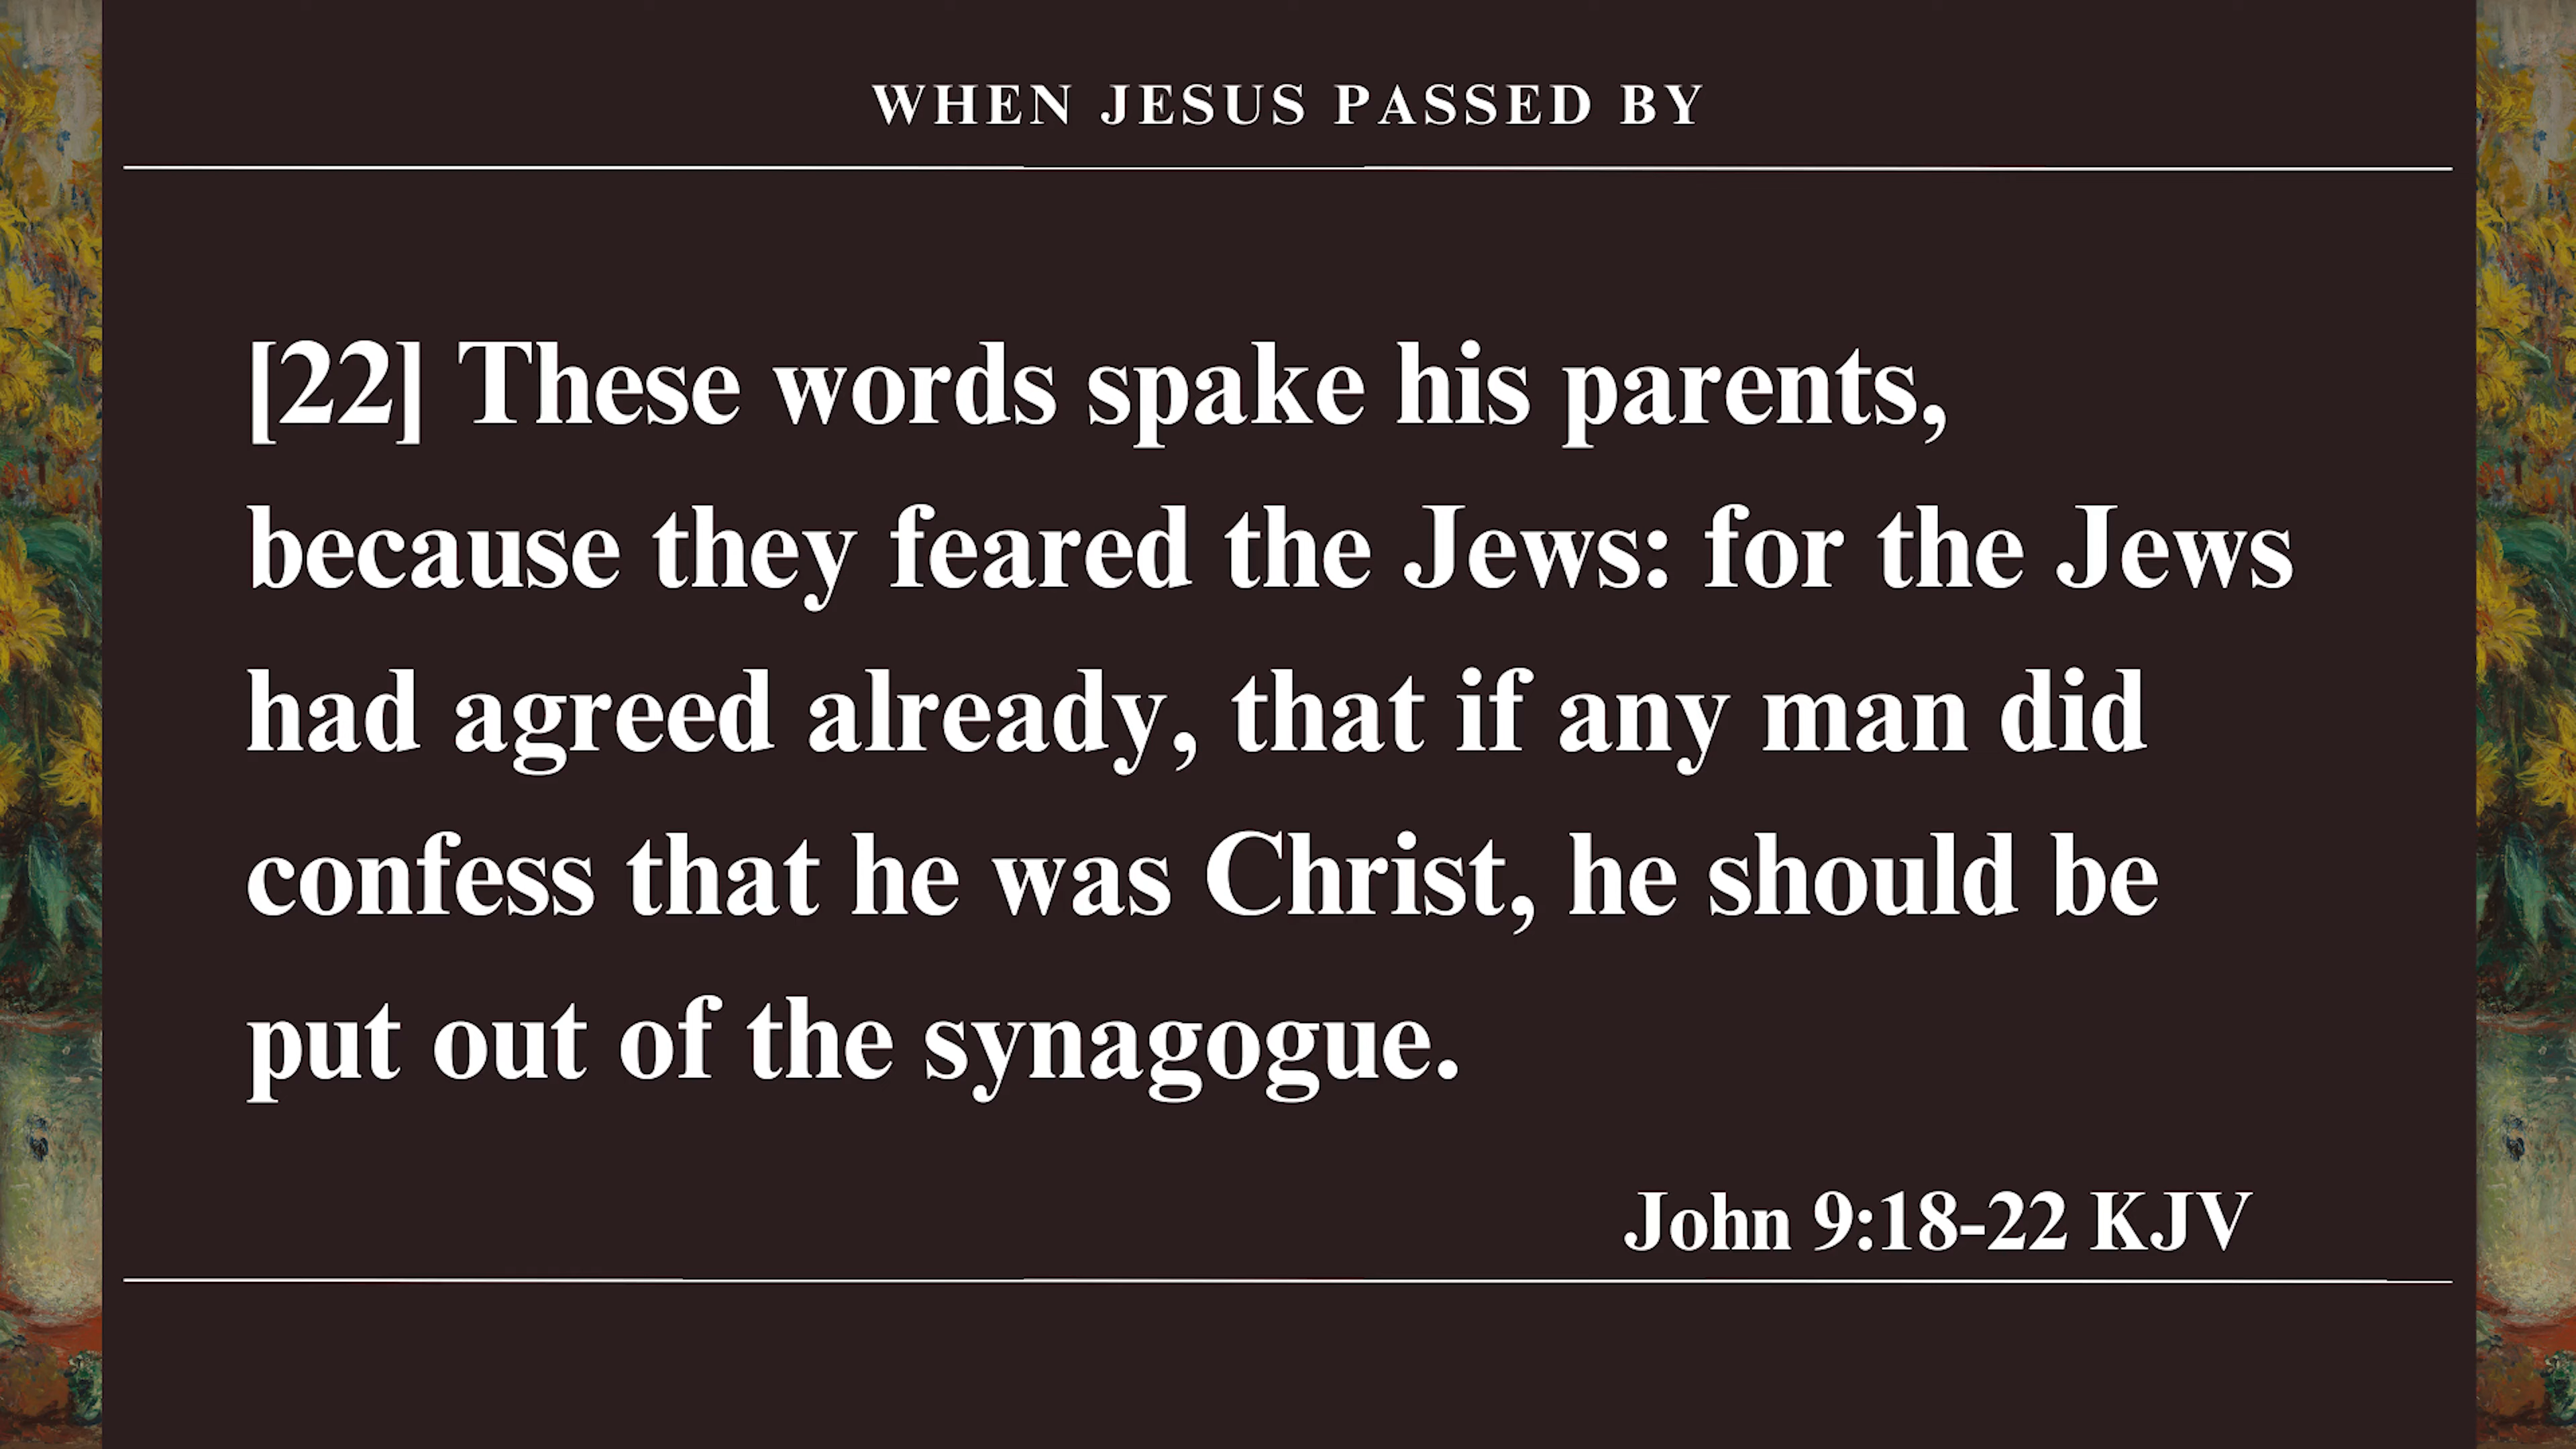 WHEN JESUS PASSED BY
[22] These words spake his parents,
because they feared the Jews: for the Jews
had agreed already, that if any man did
confess that he was Christ, he should be
put out of the synagogue.
John 9:18-22 KJV